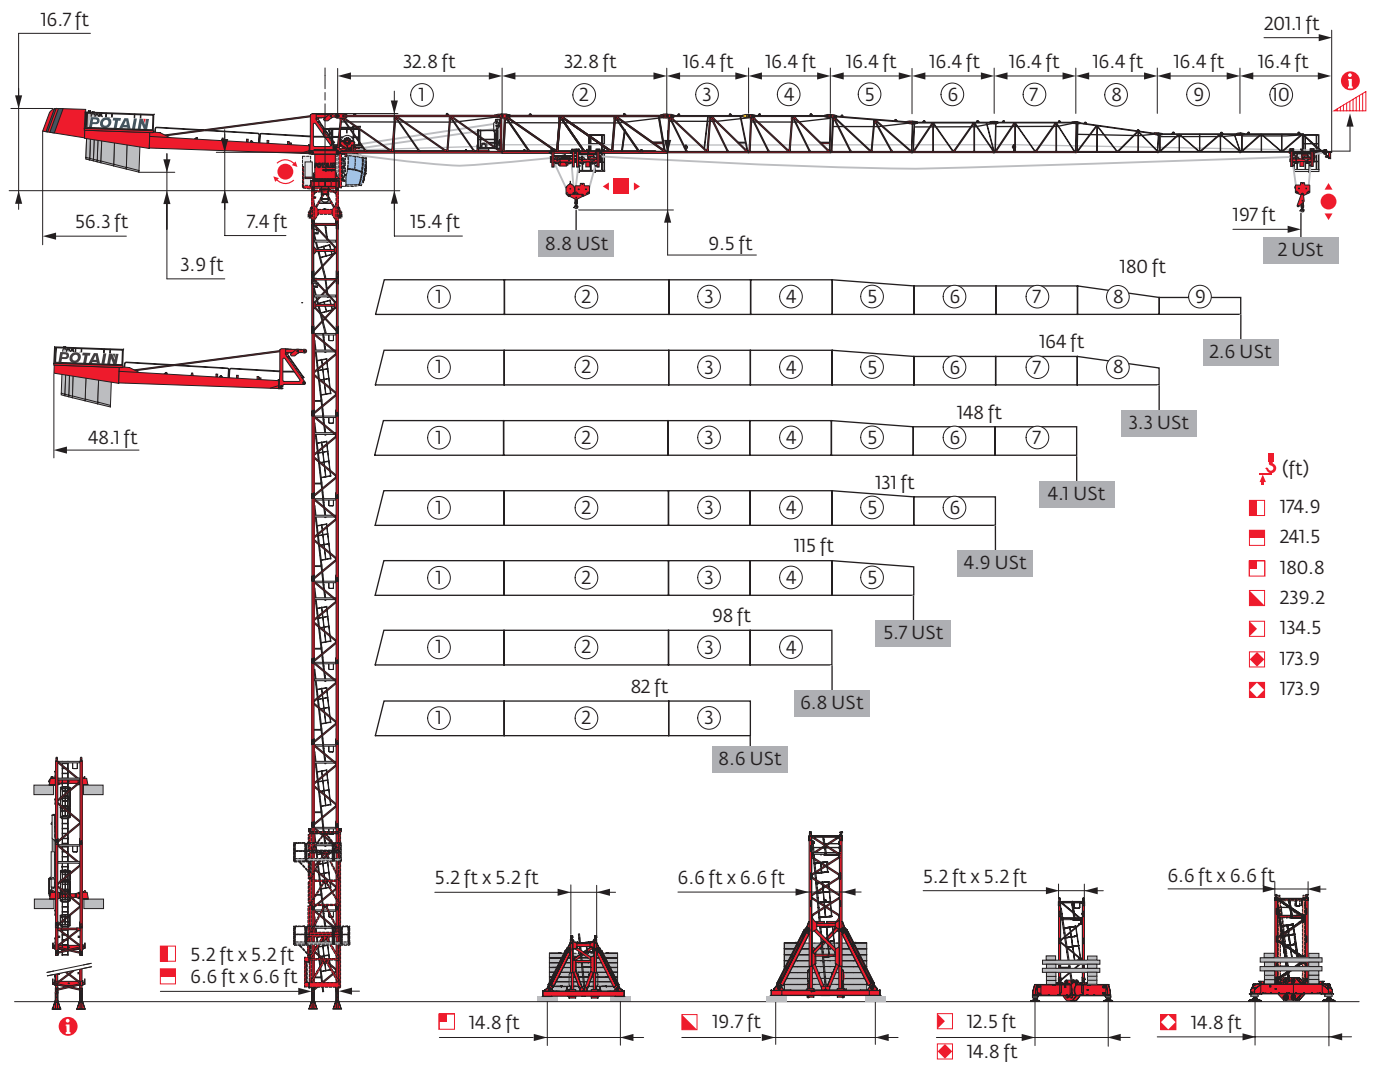 16.7 ft
201.1 ft
32.8 ft 32.8 ft 16.4 ft 16.4 ft 16.4 ft 16.4 ft 16.4 ft 16.4 ft 16.4 ft 16.4 ft
① ② ③ ④ ⑤ ⑥ ⑦ ⑧ ⑨ ⑩
i
POTAIN
56.3 ft
7.4 ft
15.4 ft
3.9 ft
8.8 USt
9.5 ft
197 ft
2 USt
180 ft
① ② ③ ④ ⑤ ⑥ ⑦ ⑧ ⑨
2.6 USt
164 ft
① ② ③ ④ ⑤ ⑥ ⑦ ⑧
3.3 USt
POTAIN
48.1 ft
148 ft
① ② ③ ④ ⑤ ⑥ ⑦
4.1 USt
131 ft
① ② ③ ④ ⑤ ⑥
4.9 USt
115 ft
① ② ③ ④ ⑤
5.7 USt
98 ft
① ② ③ ④
6.8 USt
82 ft
① ② ③
8.6 USt
(ft)
174.9
241.5
180.8
239.2
134.5
173.9
173.9
5.2 ft x 5.2 ft
6.6 ft x 6.6 ft
i
5.2 ft x 5.2 ft
14.8 ft
6.6 ft x 6.6 ft
19.7 ft
5.2 ft x 5.2 ft
12.5 ft
14.8 ft
6.6 ft x 6.6 ft
14.8 ft